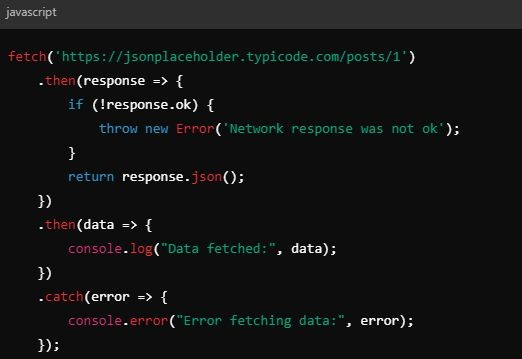 javascript
fetch('https://jsonplaceholder.typicode.com/posts/1')
    .then(response => {
        if (!response.ok) {
            throw new Error('Network response was not ok');
        }
        return response.json();
    })
    .then(data => {
        console.log("Data fetched:", data);
    })
    .catch(error => {
        console.error("Error fetching data:", error);
    });